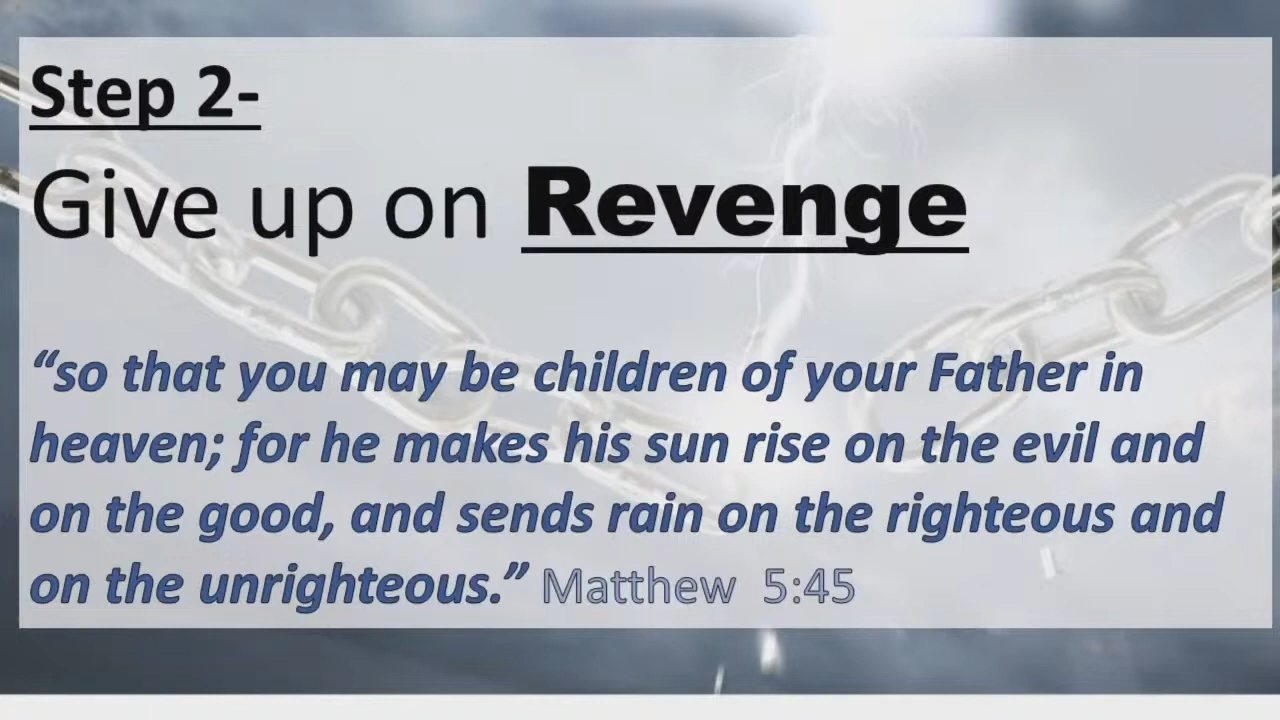 Step 2-
Give up on Revenge
“so that you may be children of your Father in
heaven; for he makes his sun rise on the evil and
on the good, and sends rain on the righteous and
on the unrighteous.” Matthew 5:45